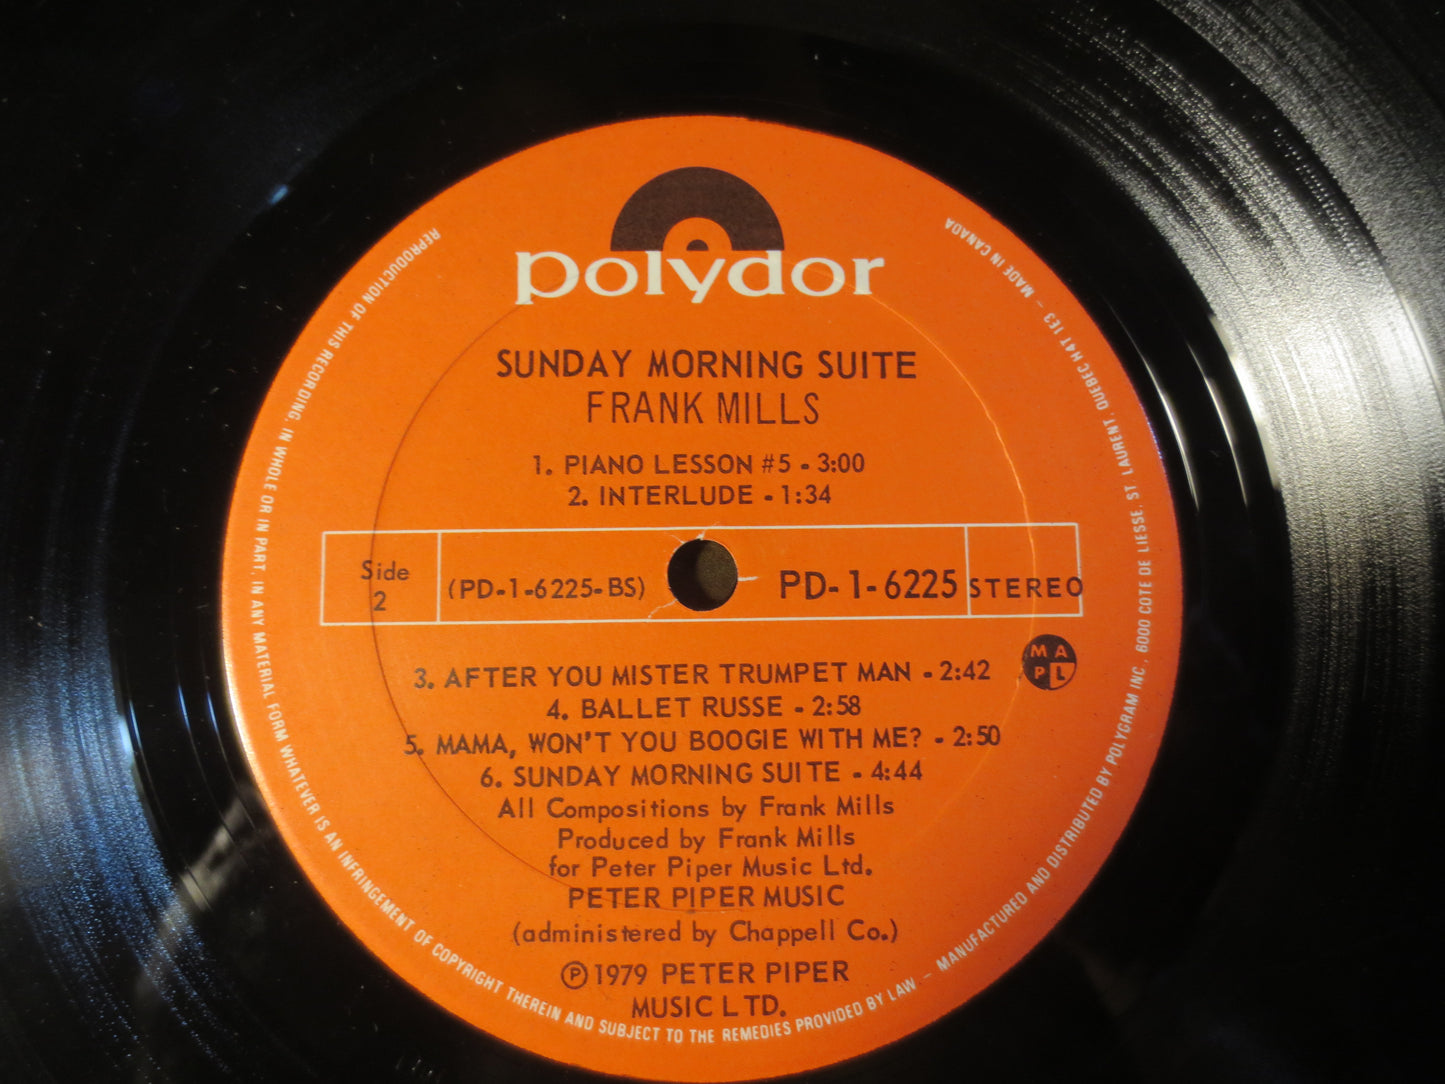 polydor
SUNDAY MORNING SUITE
FRANK MILLS
1. PIANO LESSON #5 - 3:00
2. INTERLUDE - 1:34
Side
2
(PD-1-6225-BS)
PD-1-6225
STEREO
MAPL
3. AFTER YOU MISTER TRUMPET MAN - 2:42
4. BALLET RUSSE - 2:58
5. MAMA, WON'T YOU BOOGIE WITH ME? - 2:50
6. SUNDAY MORNING SUITE - 4:44
All Compositions by Frank Mills
Produced by Frank Mills
for Peter Piper Music Ltd.
PETER PIPER MUSIC
(administered by Chappell Co.)
℗ 1979 PETER PIPER
MUSIC LTD.
REPRODUCTION OF THIS RECORDING, IN WHOLE OR IN PART, IN ANY MATERIAL FORM WHATEVER IS AN INFRINGEMENT OF COPYRIGHT THEREIN AND SUBJECT TO THE REMEDIES PROVIDED BY LAW – MANUFACTURED AND DISTRIBUTED BY POLYGRAM INC., 6000 COTE DE LIESSE, ST. LAURENT, QUEBEC H4T 1E3 – MADE IN CANADA